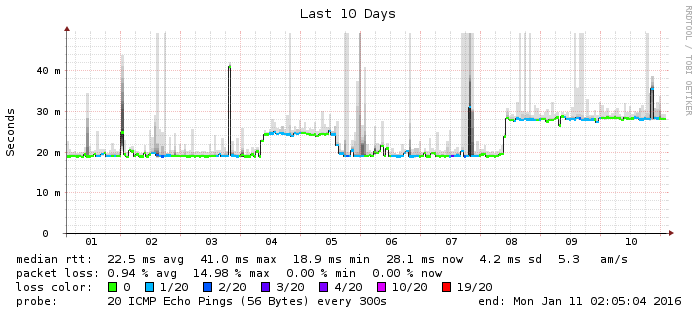 Last 10 Days
RRDTOOL / TOBI OETIKER
Seconds
40 m
30 m
20 m
10 m
0
01 02 03 04 05 06 07 08 09 10
median rtt: 22.5 ms avg 41.0 ms max 18.9 ms min 28.1 ms now 4.2 ms sd 5.3 am/s
packet loss: 0.94 % avg 14.98 % max 0.00 % min 0.00 % now
loss color: 0 1/20 2/20 3/20 4/20 10/20 19/20
probe: 20 ICMP Echo Pings (56 Bytes) every 300s end: Mon Jan 11 02:05:04 2016